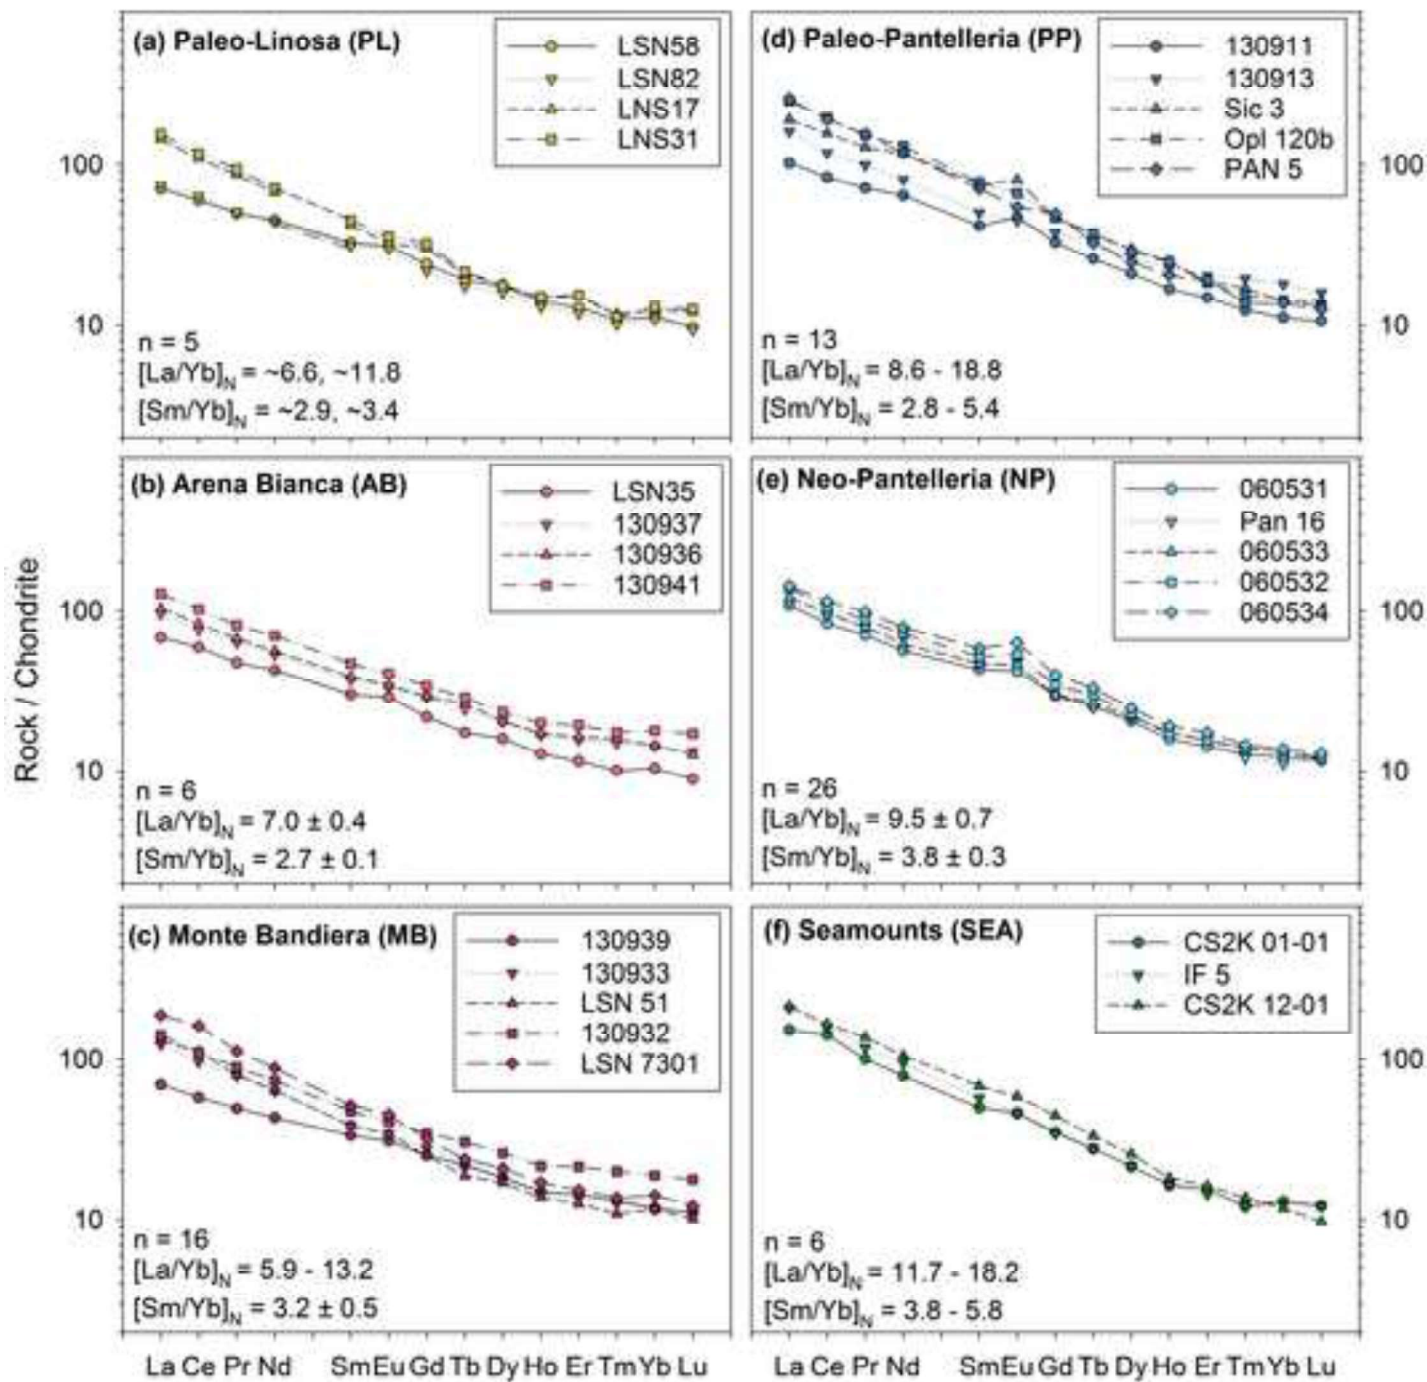 (a) Paleo-Linosa (PL)
LSN58
LSN82
LNS17
LNS31
100
10
n = 5
[La/Yb]N = ~6.6, ~11.8
[Sm/Yb]N = ~2.9, ~3.4
(d) Paleo-Pantelleria (PP)
130911
130913
Sic 3
Opl 120b
PAN 5
100
10
n = 13
[La/Yb]N = 8.6 - 18.8
[Sm/Yb]N = 2.8 - 5.4
Rock / Chondrite
(b) Arena Bianca (AB)
LSN35
130937
130936
130941
100
10
n = 6
[La/Yb]N = 7.0 ± 0.4
[Sm/Yb]N = 2.7 ± 0.1
(e) Neo-Pantelleria (NP)
060531
Pan 16
060533
060532
060534
100
10
n = 26
[La/Yb]N = 9.5 ± 0.7
[Sm/Yb]N = 3.8 ± 0.3
(c) Monte Bandiera (MB)
130939
130933
LSN 51
130932
LSN 7301
100
10
n = 16
[La/Yb]N = 5.9 - 13.2
[Sm/Yb]N = 3.2 ± 0.5
(f) Seamounts (SEA)
CS2K 01-01
IF 5
CS2K 12-01
100
10
n = 6
[La/Yb]N = 11.7 - 18.2
[Sm/Yb]N = 3.8 - 5.8
La Ce Pr Nd Sm Eu Gd Tb Dy Ho Er Tm Yb Lu
La Ce Pr Nd Sm Eu Gd Tb Dy Ho Er Tm Yb Lu